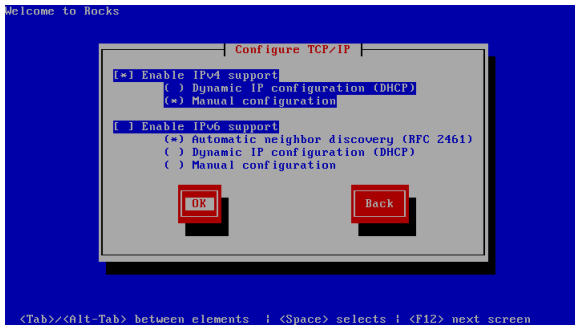 Welcome to Rocks
Configure TCP/IP
[*] Enable IPv4 support
( ) Dynamic IP configuration (DHCP)
(*) Manual configuration
[ ] Enable IPv6 support
(*) Automatic neighbor discovery (RFC 2461)
( ) Dynamic IP configuration (DHCP)
( ) Manual configuration
OK Back
<Tab>/<Alt-Tab> between elements | <Space> selects | <F12> next screen